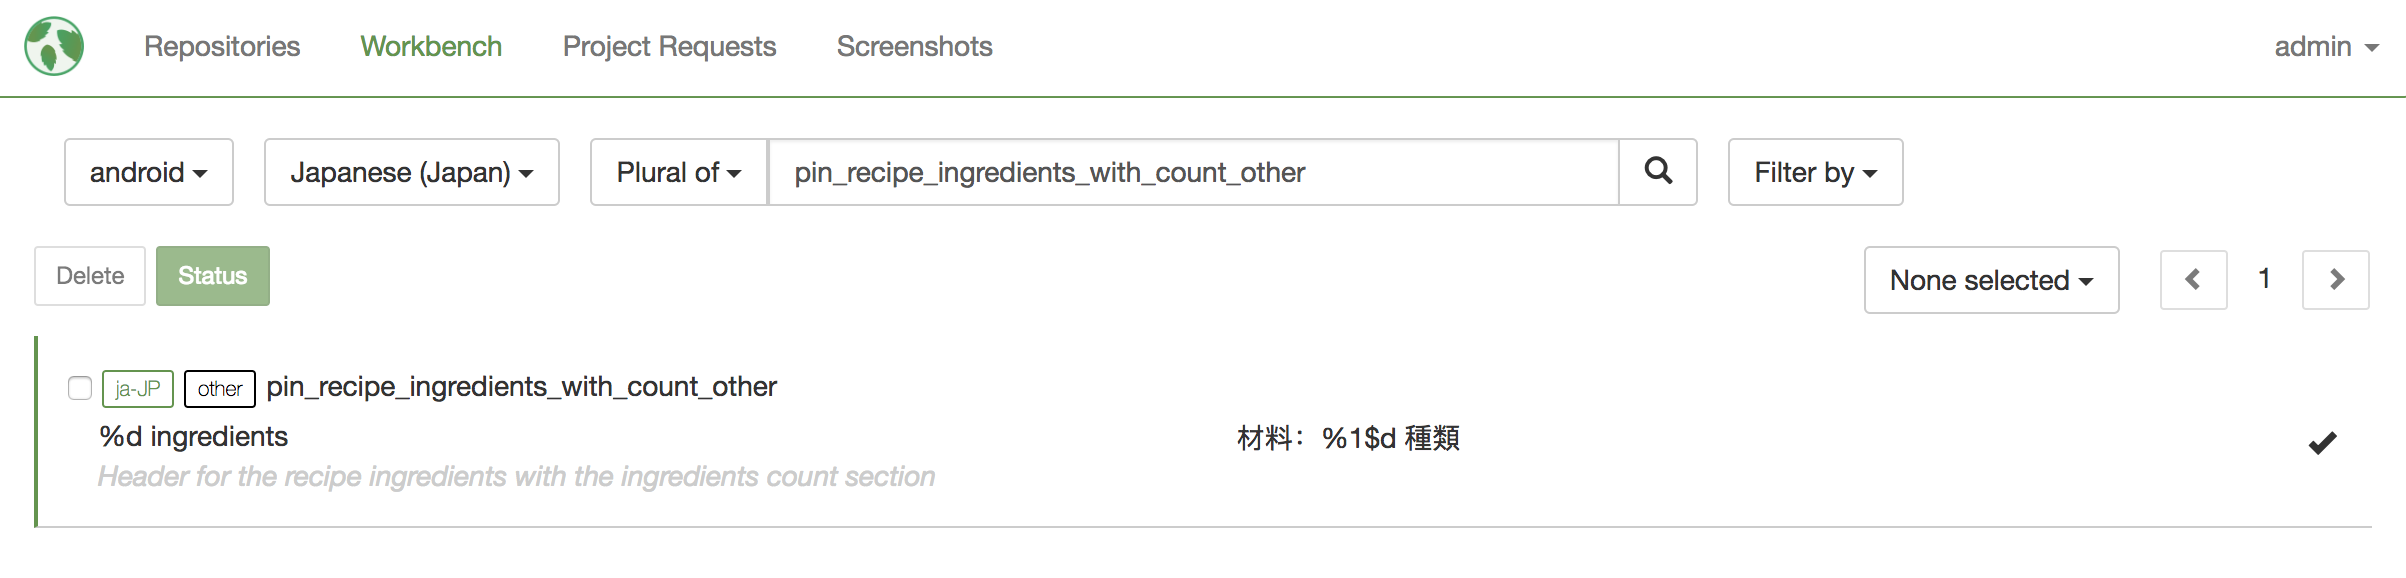 Repositories Workbench Project Requests Screenshots admin
android Japanese (Japan) Plural of pin_recipe_ingredients_with_count_other Filter by
Delete Status None selected 1
ja-JP other pin_recipe_ingredients_with_count_other
%d ingredients 材料： %1$d 種類
Header for the recipe ingredients with the ingredients count section